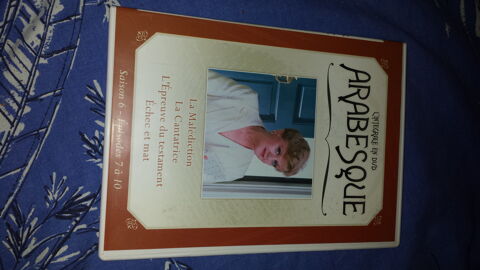 L'INTÉGRALE EN DVD
ARABESQUE
La Malédiction
La Cantatrice
L'Épreuve du testament
Échec et mat
Saison 6 - Épisodes 7 à 10